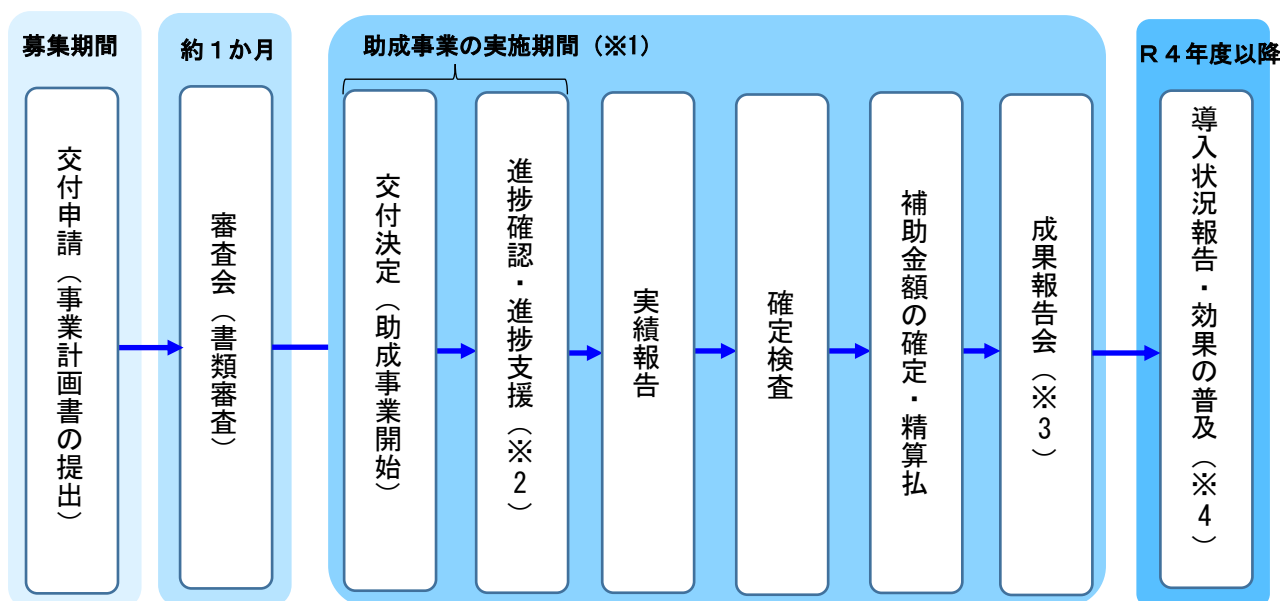 募集期間
約1か月
助成事業の実施期間（※1）
R4年度以降
交付申請（事業計画書の提出）
審査会（書類審査）
交付決定（助成事業開始）
進捗確認・進捗支援（※2）
実績報告
確定検査
補助金額の確定・精算払
成果報告会（※3）
導入状況報告・効果の普及（※4）